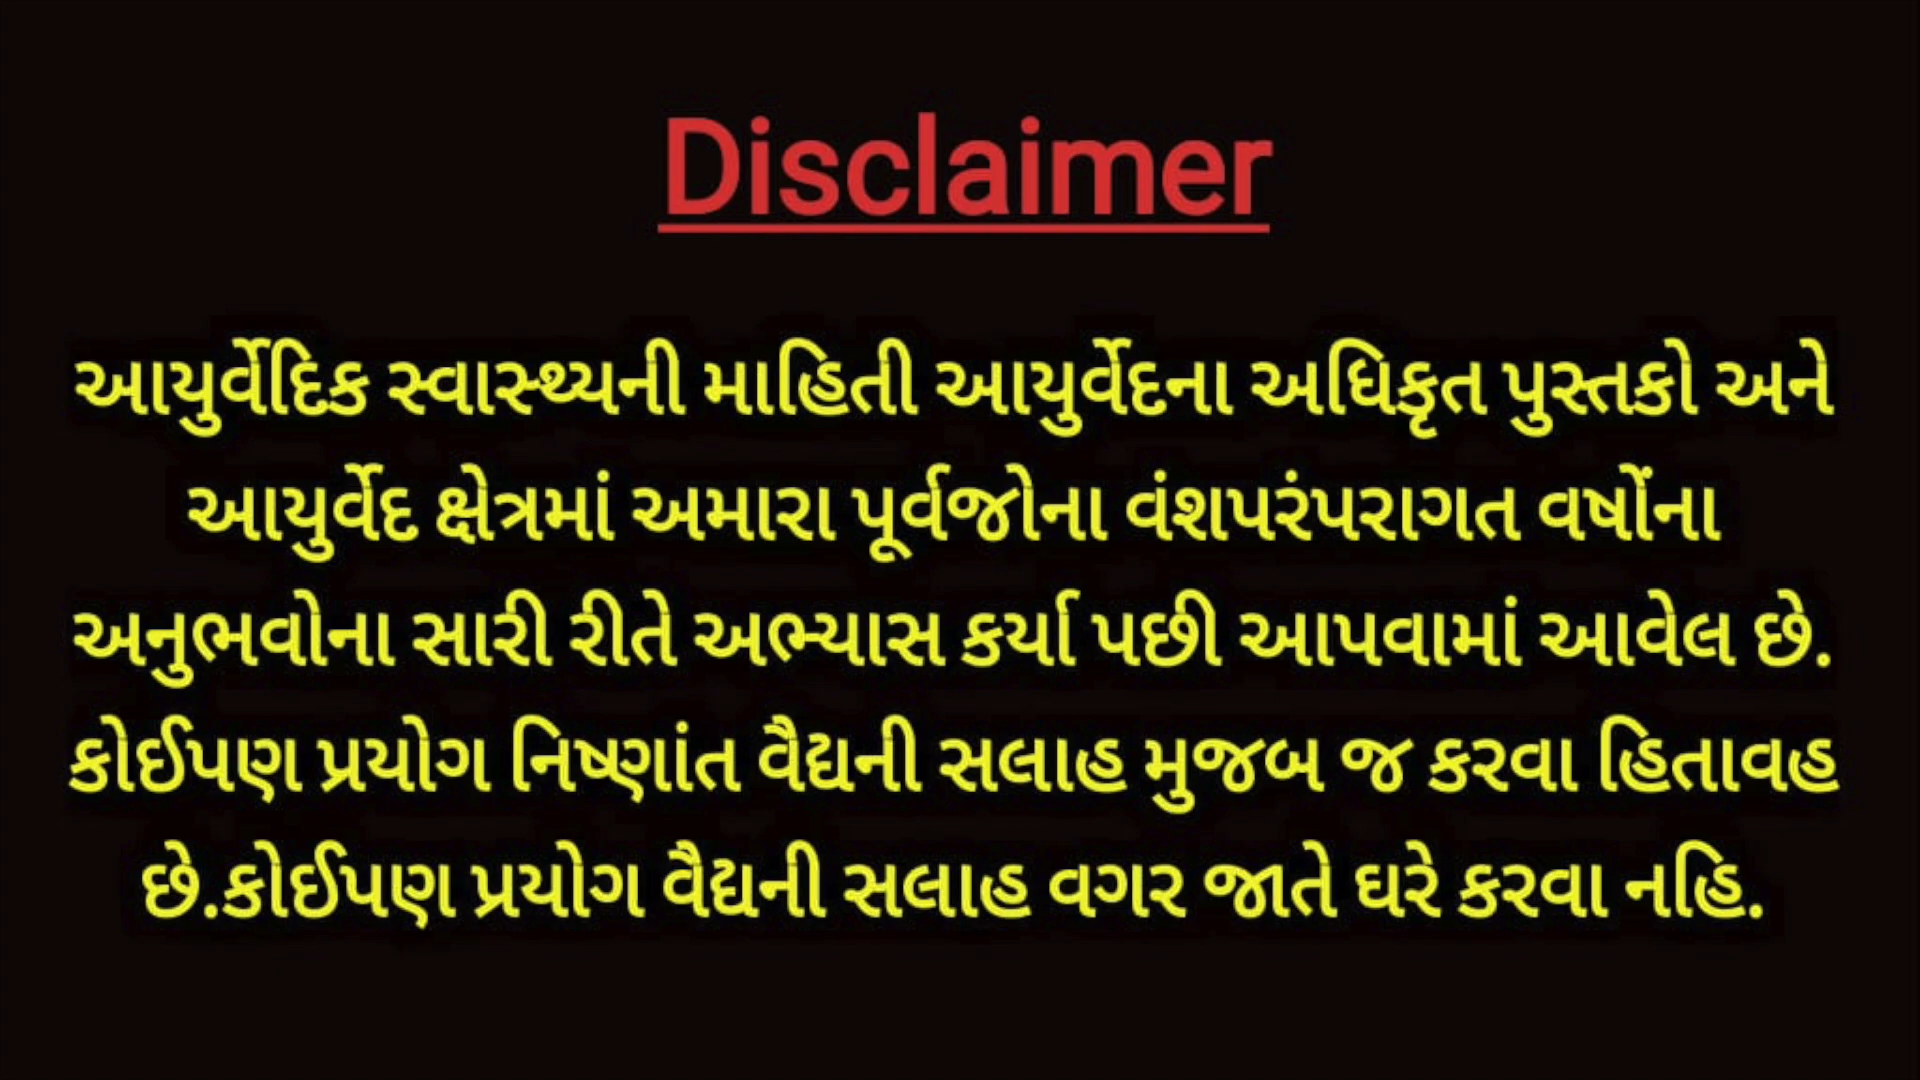 Disclaimer
આયુર્વેદિક સ્વાસ્થ્યની માહિતી આયુર્વેદના અધિકૃત પુસ્તકો અને
આયુર્વેદ ક્ષેત્રમાં અમારા પૂર્વજોના વંશપરંપરાગત વર્ષોના
અનુભવોના સારી રીતે અભ્યાસ કર્યા પછી આપવામાં આવેલ છે.
કોઈપણ પ્રયોગ નિષ્ણાંત વૈદ્યની સલાહ મુજબ જ કરવા હિતાવહ
છે.કોઈપણ પ્રયોગ વૈદ્યની સલાહ વગર જાતે ઘરે કરવા નહિ.